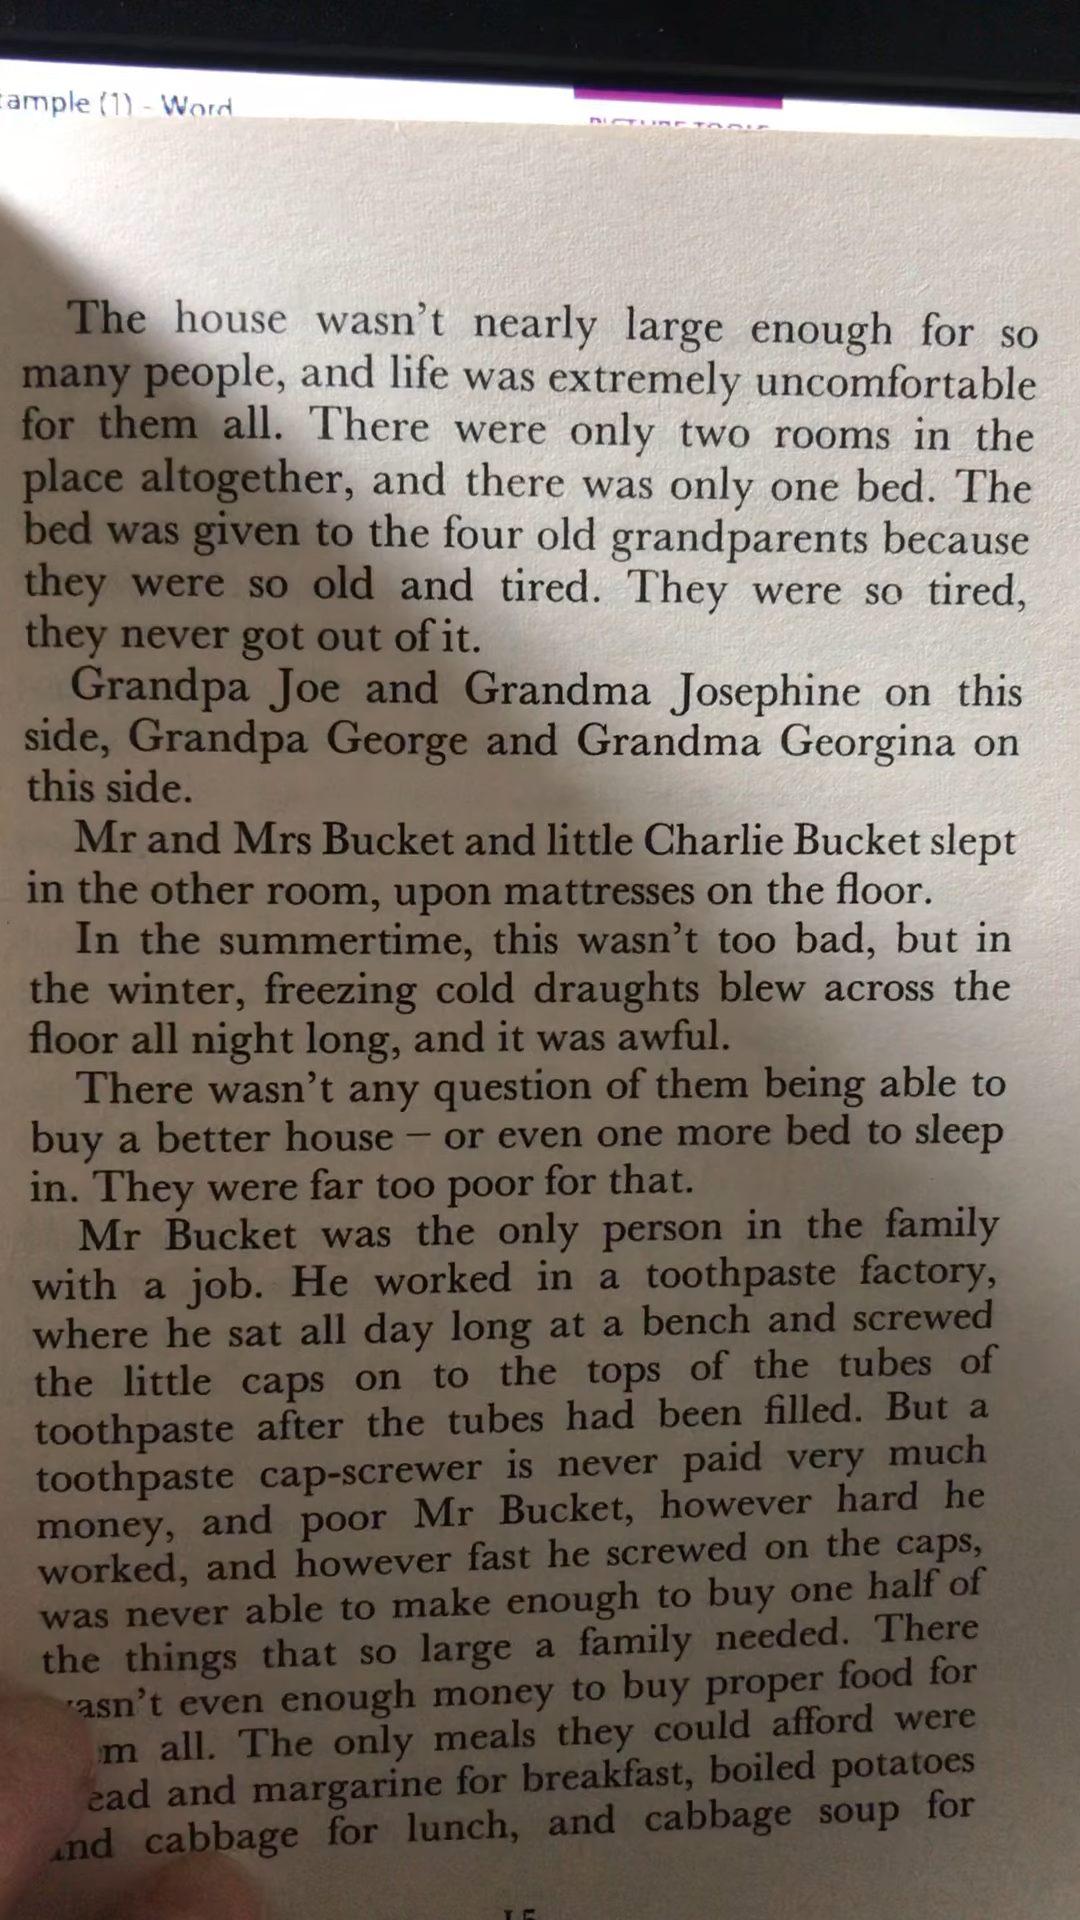 ample (1) - Word
PICTURE TOOLS
The house wasn't nearly large enough for so
many people, and life was extremely uncomfortable
for them all. There were only two rooms in the
place altogether, and there was only one bed. The
bed was given to the four old grandparents because
they were so old and tired. They were so tired,
they never got out of it.
Grandpa Joe and Grandma Josephine on this
side, Grandpa George and Grandma Georgina on
this side.
Mr and Mrs Bucket and little Charlie Bucket slept
in the other room, upon mattresses on the floor.
In the summertime, this wasn't too bad, but in
the winter, freezing cold draughts blew across the
floor all night long, and it was awful.
There wasn't any question of them being able to
buy a better house – or even one more bed to sleep
in. They were far too poor for that.
Mr Bucket was the only person in the family
with a job. He worked in a toothpaste factory,
where he sat all day long at a bench and screwed
the little caps on to the tops of the tubes of
toothpaste after the tubes had been filled. But a
toothpaste cap-screwer is never paid very much
money, and poor Mr Bucket, however hard he
worked, and however fast he screwed on the caps,
was never able to make enough to buy one half of
the things that so large a family needed. There
asn't even enough money to buy proper food for
m all. The only meals they could afford were
ead and margarine for breakfast, boiled potatoes
and cabbage for lunch, and cabbage soup for